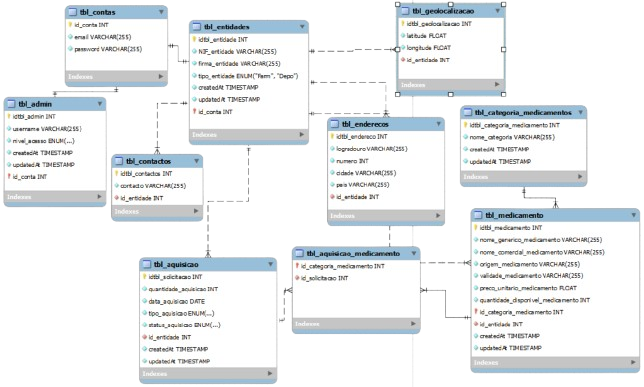 tbl_contas
id_conta INT
email VARCHAR(255)
password VARCHAR(255)
Indexes
tbl_entidades
idtbl_entidade INT
NIF_entidade VARCHAR(255)
firma_entidade VARCHAR(255)
tipo_entidade ENUM("Farm", "Depo")
createdAt TIMESTAMP
updatedAt TIMESTAMP
id_conta INT
Indexes
tbl_geolocalizacao
idtbl_geolocalizacao INT
latitude FLOAT
longitude FLOAT
id_entidade INT
Indexes
tbl_admin
idtbl_admin INT
username VARCHAR(255)
nivel_acesso ENUM(...)
createdAt TIMESTAMP
updatedAt TIMESTAMP
id_conta INT
Indexes
tbl_contactos
idtbl_contactos INT
contacto VARCHAR(255)
id_entidade INT
Indexes
tbl_enderecos
idtbl_endereco INT
logradouro VARCHAR(255)
numero INT
cidade VARCHAR(255)
pais VARCHAR(255)
id_entidade INT
Indexes
tbl_categoria_medicamentos
idtbl_categoria_medicamento INT
nome_categoria VARCHAR(255)
createdAt TIMESTAMP
updatedAt TIMESTAMP
Indexes
tbl_aquisicao
idtbl_solicitacao INT
quantidade_aquisicao INT
data_aquisicao DATE
tipo_aquisicao ENUM(...)
status_aquisicao ENUM(...)
id_entidade INT
createdAt TIMESTAMP
updatedAt TIMESTAMP
Indexes
tbl_aquisicao_medicamento
id_categoria_medicamento INT
id_solicitacao INT
Indexes
tbl_medicamento
idtbl_medicamento INT
nome_generico_medicamento VARCHAR(255)
nome_comercial_medicamento VARCHAR(255)
origem_medicamento VARCHAR(255)
validade_medicamento VARCHAR(255)
preco_unitario_medicamento FLOAT
quantidade_disponivel_medicamento INT
id_categoria_medicamento INT
id_entidade INT
createdAt TIMESTAMP
updatedAt TIMESTAMP
Indexes